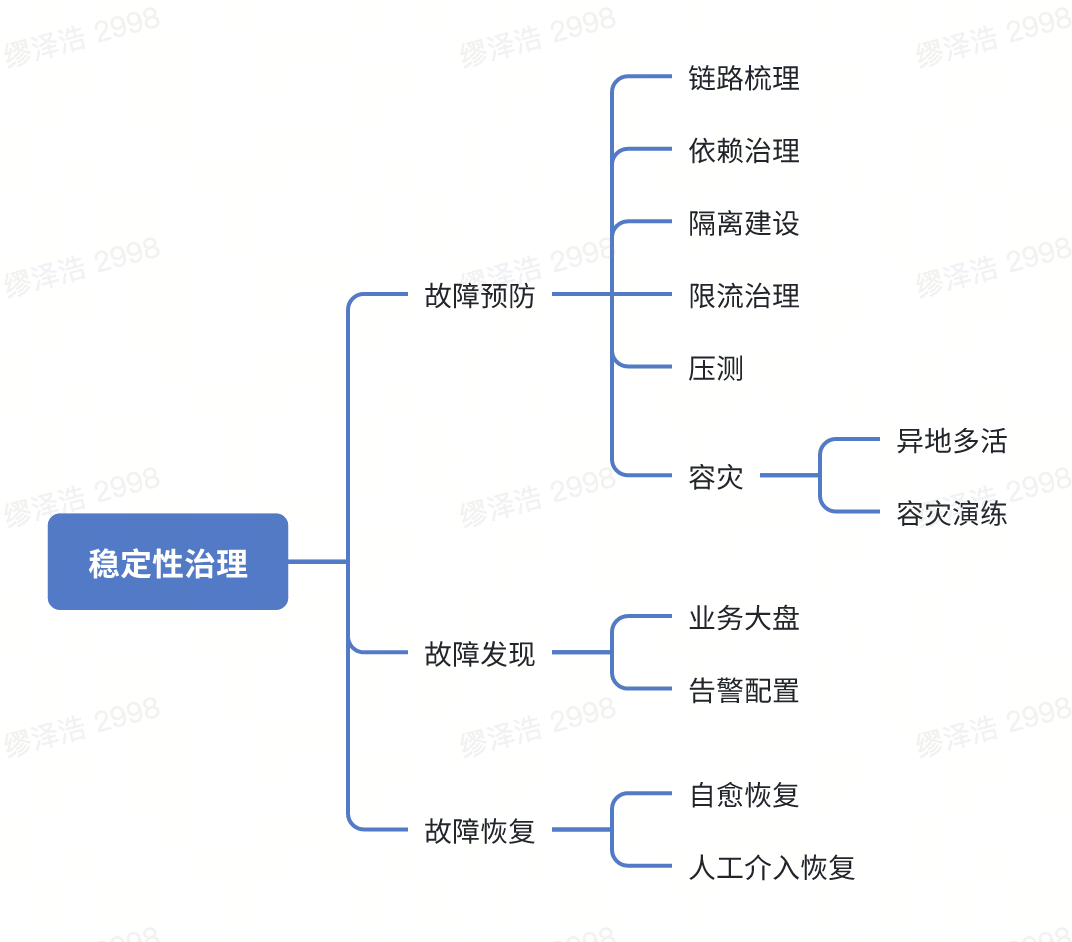 缪泽浩 2998
缪泽浩 2998
缪泽浩 2998
链路梳理
依赖治理
隔离建设
缪泽浩 2998
缪泽浩 2998
缪泽浩 2998
故障预防
限流治理
压测
异地多活
容灾
缪泽浩 2998
缪泽浩 2998
缪泽浩 2998
容灾演练
稳定性治理
业务大盘
故障发现
告警配置
缪泽浩 2998
缪泽浩 2998
缪泽浩 2998
自愈恢复
故障恢复
人工介入恢复
2998
2998
2998